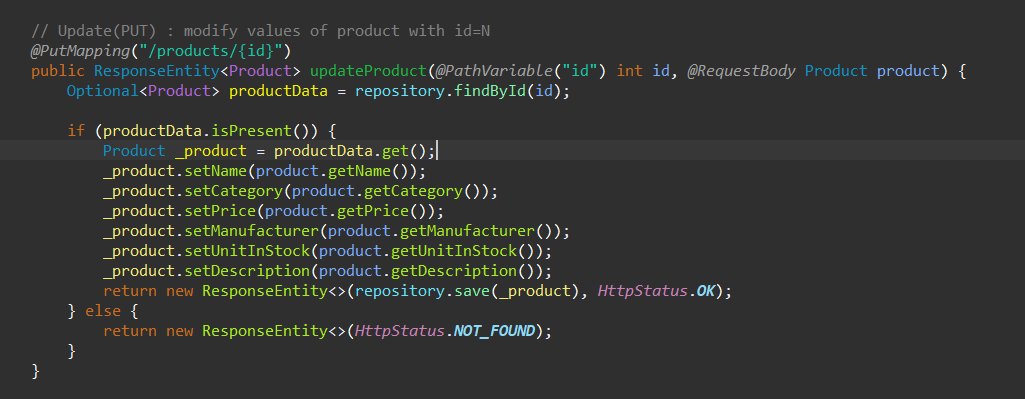 // Update(PUT) : modify values of product with id=N
@PutMapping("/products/{id}")
public ResponseEntity<Product> updateProduct(@PathVariable("id") int id, @RequestBody Product product) {
    Optional<Product> productData = repository.findById(id);

    if (productData.isPresent()) {
        Product _product = productData.get();
        _product.setName(product.getName());
        _product.setCategory(product.getCategory());
        _product.setPrice(product.getPrice());
        _product.setManufacturer(product.getManufacturer());
        _product.setUnitInStock(product.getUnitInStock());
        _product.setDescription(product.getDescription());
        return new ResponseEntity<>(repository.save(_product), HttpStatus.OK);
    } else {
        return new ResponseEntity<>(HttpStatus.NOT_FOUND);
    }
}